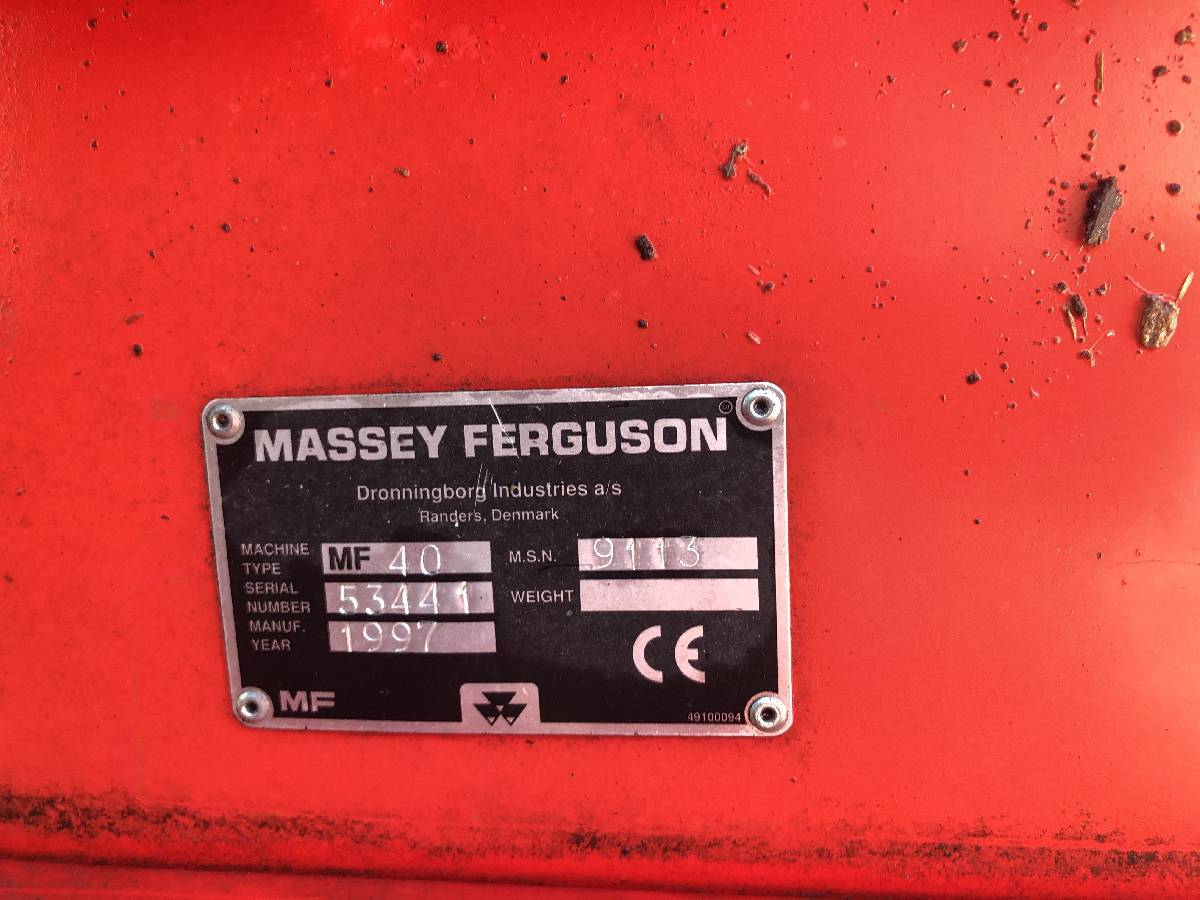 MASSEY FERGUSON ®
Dronningborg Industries a/s
Randers, Denmark
MACHINE TYPE MF 40 M.S.N. 9113
SERIAL NUMBER 53441 WEIGHT
MANUF. YEAR 1997 CE
MF 49100094